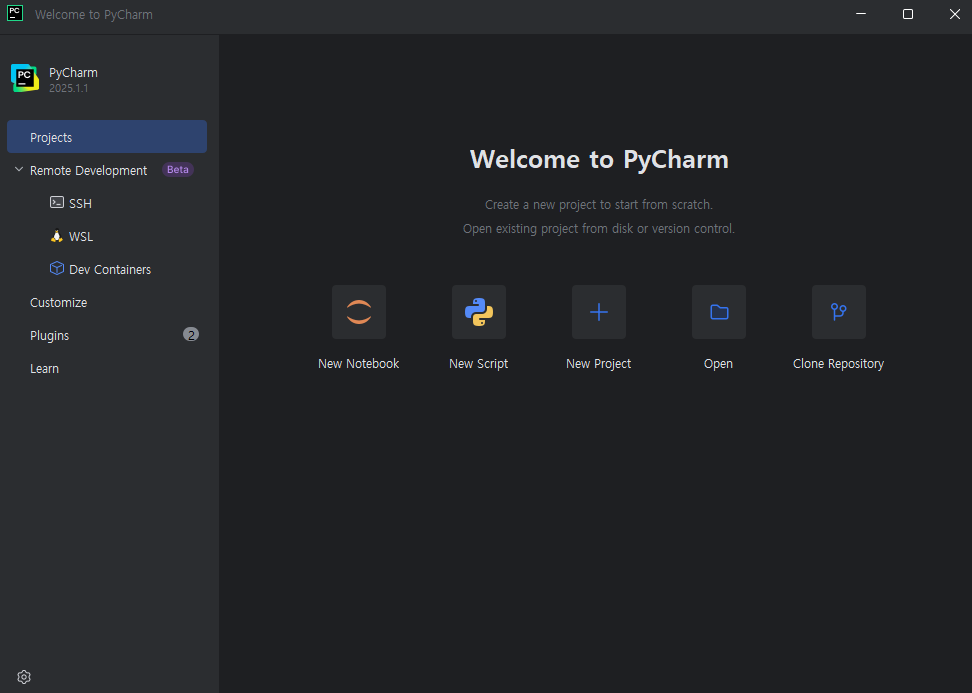 PC
Welcome to PyCharm
PC
PyCharm
2025.1.1
Projects
Remote Development Beta
SSH
WSL
Dev Containers
Customize
Plugins 2
Learn
Welcome to PyCharm
Create a new project to start from scratch.
Open existing project from disk or version control.
New Notebook New Script New Project Open Clone Repository